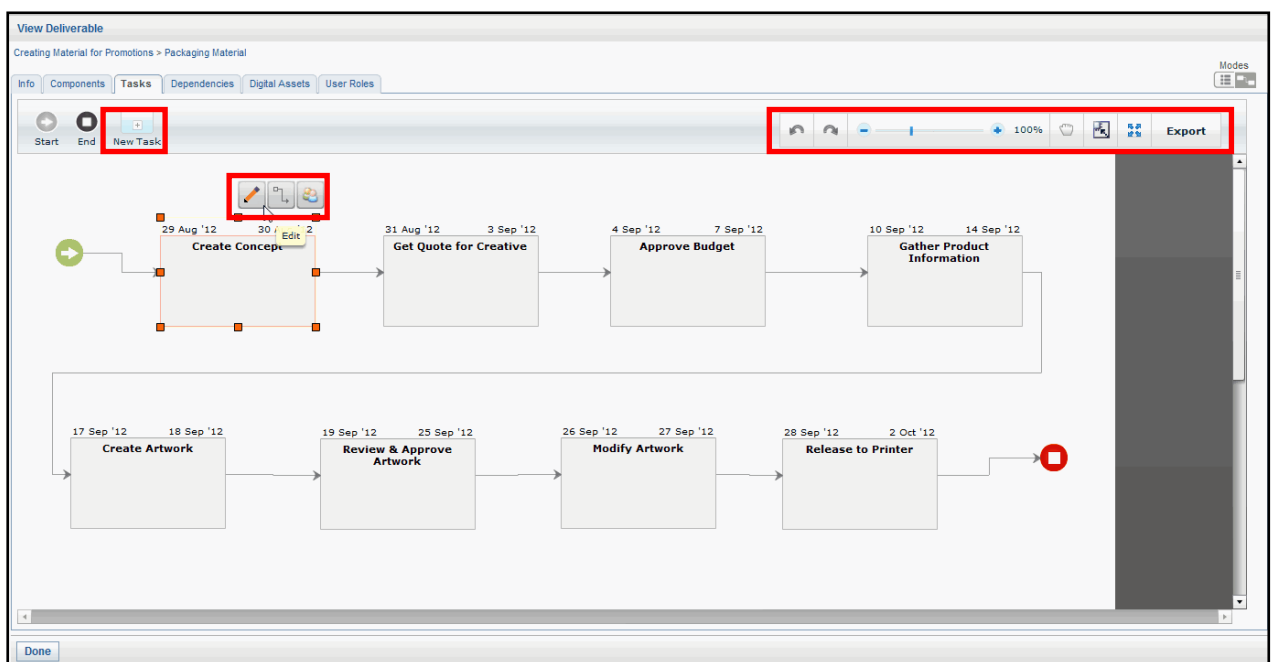 View Deliverable
Creating Material for Promotions > Packaging Material
Modes
Info Components Tasks Dependencies Digital Assets User Roles
Start End New Task
100% Export
29 Aug '12 30 2 31 Aug '12 3 Sep '12 4 Sep '12 7 Sep '12 10 Sep '12 14 Sep '12
Edit
Create Concept Get Quote for Creative Approve Budget Gather Product
Information
17 Sep '12 18 Sep '12 19 Sep '12 25 Sep '12 26 Sep '12 27 Sep '12 28 Sep '12 2 Oct '12
Create Artwork Review & Approve Modify Artwork Release to Printer
Artwork
Done